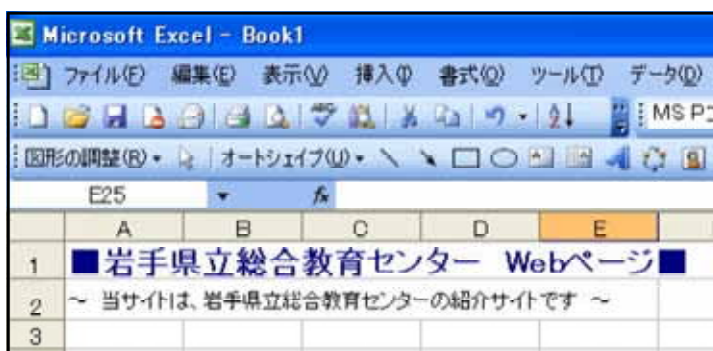 Microsoft Excel - Book1
ファイル(F) 編集(E) 表示(V) 挿入(I) 書式(O) ツール(T) データ(D)
MS Pゴ
図形の調整(R) オートシェイプ(U)
E25 fx
A B C D E
1 ■岩手県立総合教育センター Webページ■
2 ～ 当サイトは、岩手県立総合教育センターの紹介サイトです ～
3